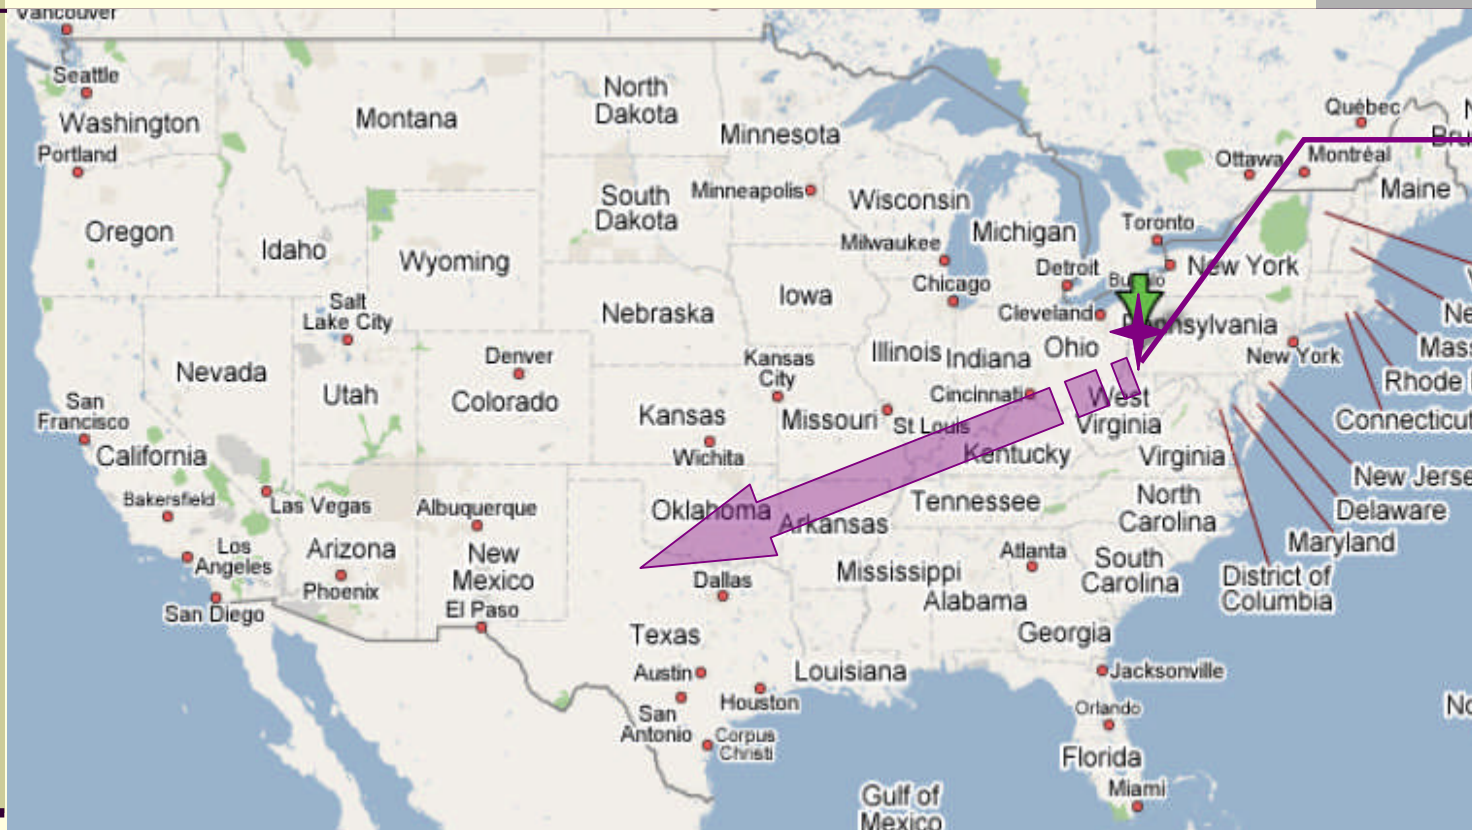 Vancouver
Seattle
Washington
Portland
Oregon
Idaho
Montana
Wyoming
North
Dakota
South
Dakota
Minnesota
Minneapolis
Wisconsin
Milwaukee
Michigan
Detroit
Chicago
Cleveland
Toronto
Ottawa
Montréal
Québec
Maine
New York
Pennsylvania
New York
Salt
Lake City
Nevada
Utah
Denver
Colorado
Nebraska
Iowa
Kansas
City
Kansas
Wichita
Missouri
St Louis
Illinois
Indiana
Ohio
Cincinnati
West
Virginia
Virginia
Kentucky
Tennessee
North
Carolina
South
Carolina
San
Francisco
California
Bakersfield
Las Vegas
Los
Angeles
San Diego
Arizona
Phoenix
Albuquerque
New
Mexico
El Paso
Oklahoma
Arkansas
Dallas
Texas
Austin
San
Antonio
Houston
Corpus
Christi
Louisiana
Mississippi
Alabama
Atlanta
Georgia
Jacksonville
Orlando
Florida
Miami
Gulf of
Mexico
Rhode
Connecticut
New Jerse
Delaware
Maryland
District of
Columbia